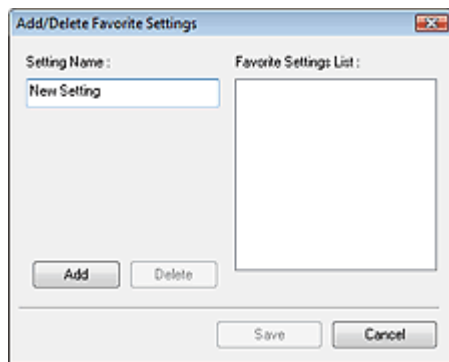 Add/Delete Favorite Settings
Setting Name :
Favorite Settings List :
New Setting
Add
Delete
Save
Cancel